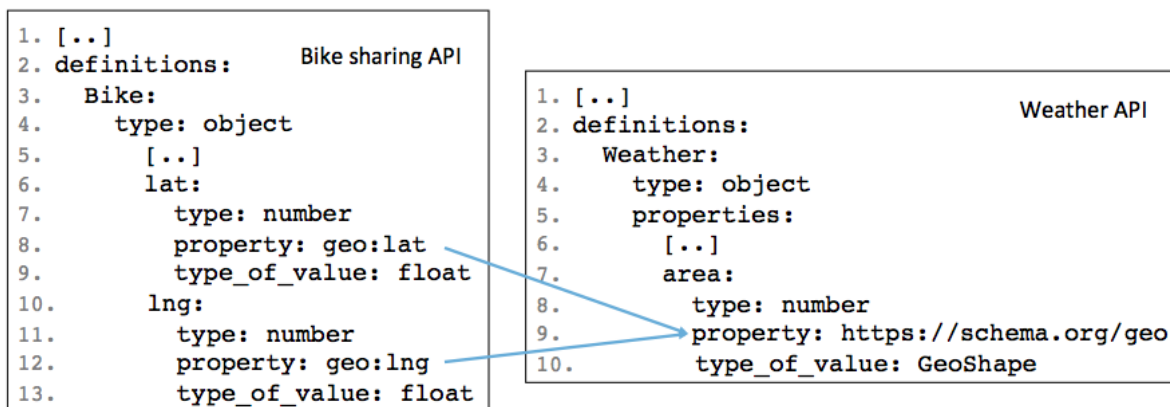 Bike sharing API
1. [..]
2. definitions:
3. Bike:
4. type: object
5. [..]
6. lat:
7. type: number
8. property: geo:lat
9. type_of_value: float
10. lng:
11. type: number
12. property: geo:lng
13. type_of_value: float
Weather API
1. [..]
2. definitions:
3. Weather:
4. type: object
5. properties:
6. [..]
7. area:
8. type: number
9. property: https://schema.org/geo
10. type_of_value: GeoShape